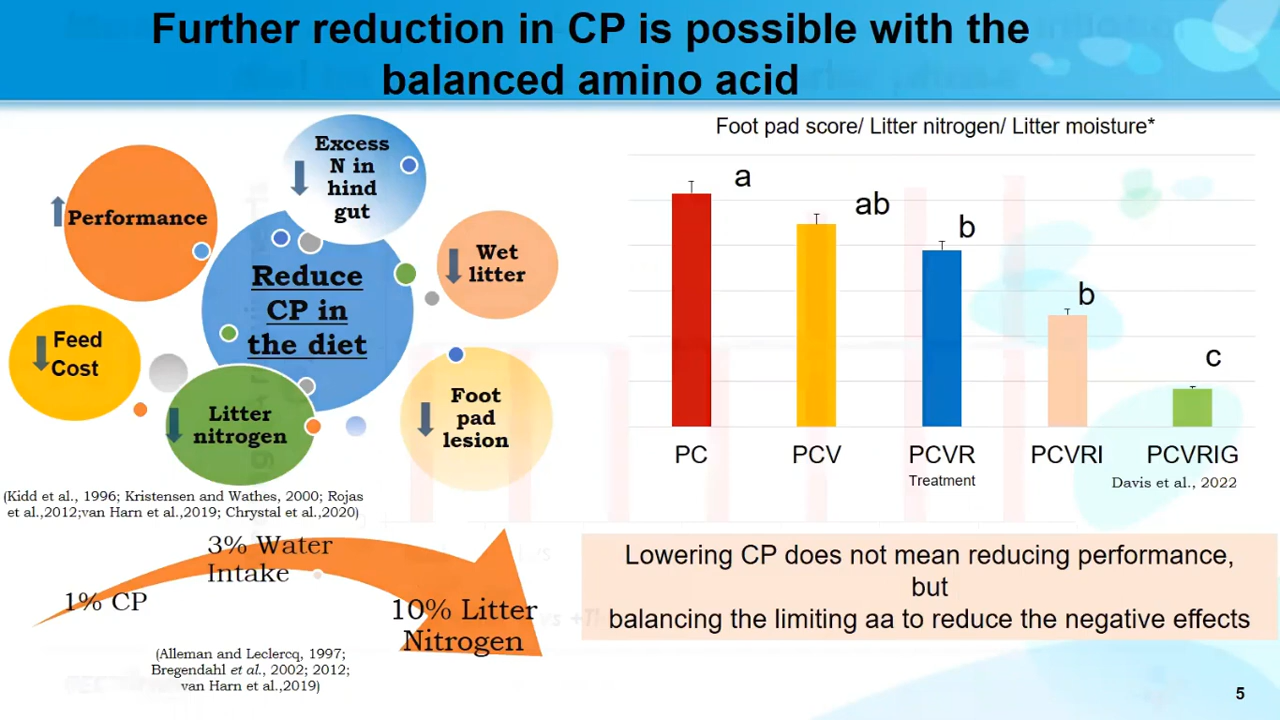 Further reduction in CP is possible with the
balanced amino acid
Excess
N in
hind
gut
Performance
Wet
litter
Reduce
CP in
the diet
Feed
Cost
Foot
pad
lesion
Litter
nitrogen
(Kidd et al., 1996; Kristensen and Wathes, 2000; Rojas
et al.,2012;van Harn et al.,2019; Chrystal et al.,2020)
3% Water
Intake
1% CP
10% Litter
Nitrogen
(Alleman and Leclercq, 1997;
Bregendahl et al., 2002; 2012;
van Harn et al.,2019)
Foot pad score/ Litter nitrogen/ Litter moisture*
a
ab
b
b
c
PC PCV PCVR PCVRI PCVRIG
Treatment
Davis et al., 2022
Lowering CP does not mean reducing performance,
but
balancing the limiting aa to reduce the negative effects
5